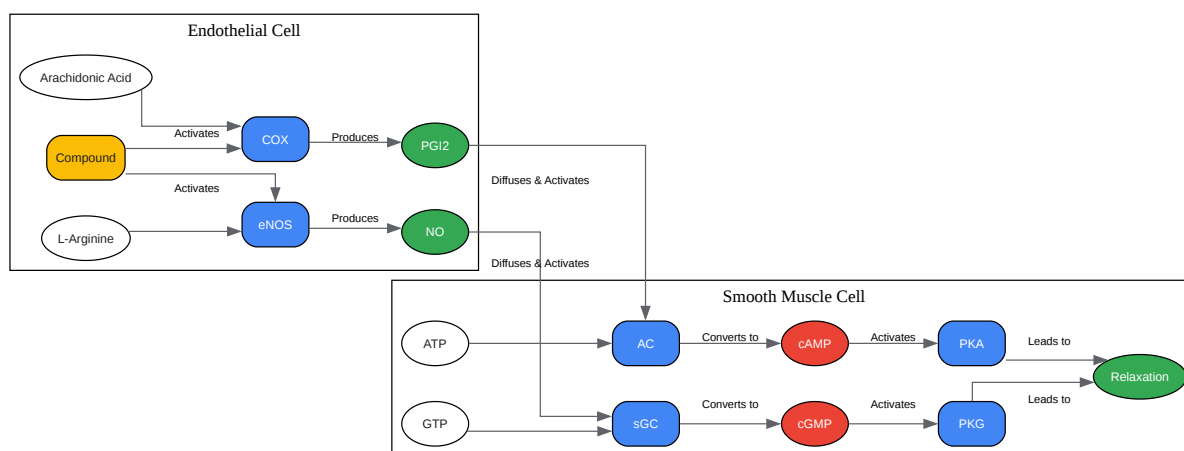 Endothelial Cell
Arachidonic Acid
Activates
COX
Produces
PGI2
Compound
Diffuses & Activates
Activates
eNOS
Produces
NO
L-Arginine
Diffuses & Activates
Smooth Muscle Cell
ATP
AC
Converts to
cAMP
Activates
PKA
Leads to
Relaxation
GTP
sGC
Converts to
cGMP
Activates
PKG
Leads to